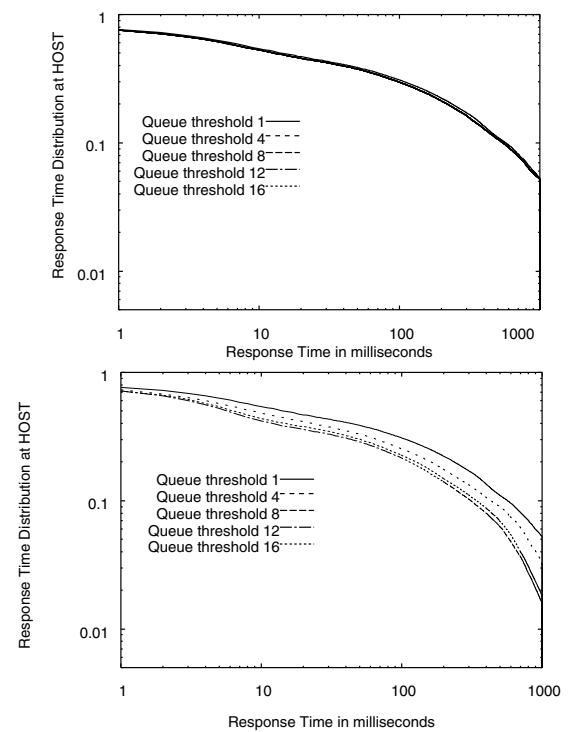 1
Response Time Distribution at HOST
Queue threshold 1
Queue threshold 4
0.1
Queue threshold 8
Queue threshold 12
Queue threshold 16
0.01
1 10 100 1000
Response Time in milliseconds
1
Response Time Distribution at HOST
Queue threshold 1
Queue threshold 4
0.1
Queue threshold 8
Queue threshold 12
Queue threshold 16
0.01
1 10 100 1000
Response Time in milliseconds